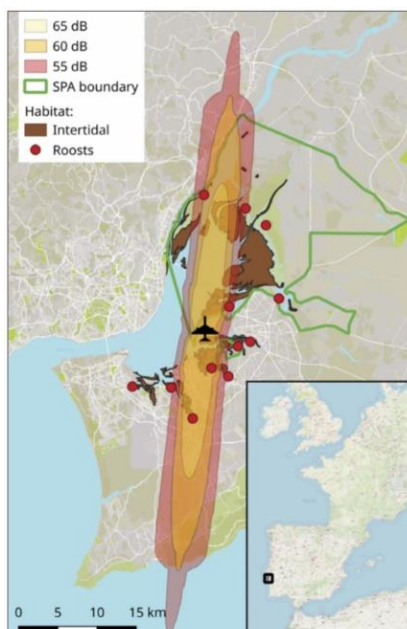 65 dB
60 dB
55 dB
SPA boundary
Habitat:
Intertidal
Roosts
0 5 10 15 km